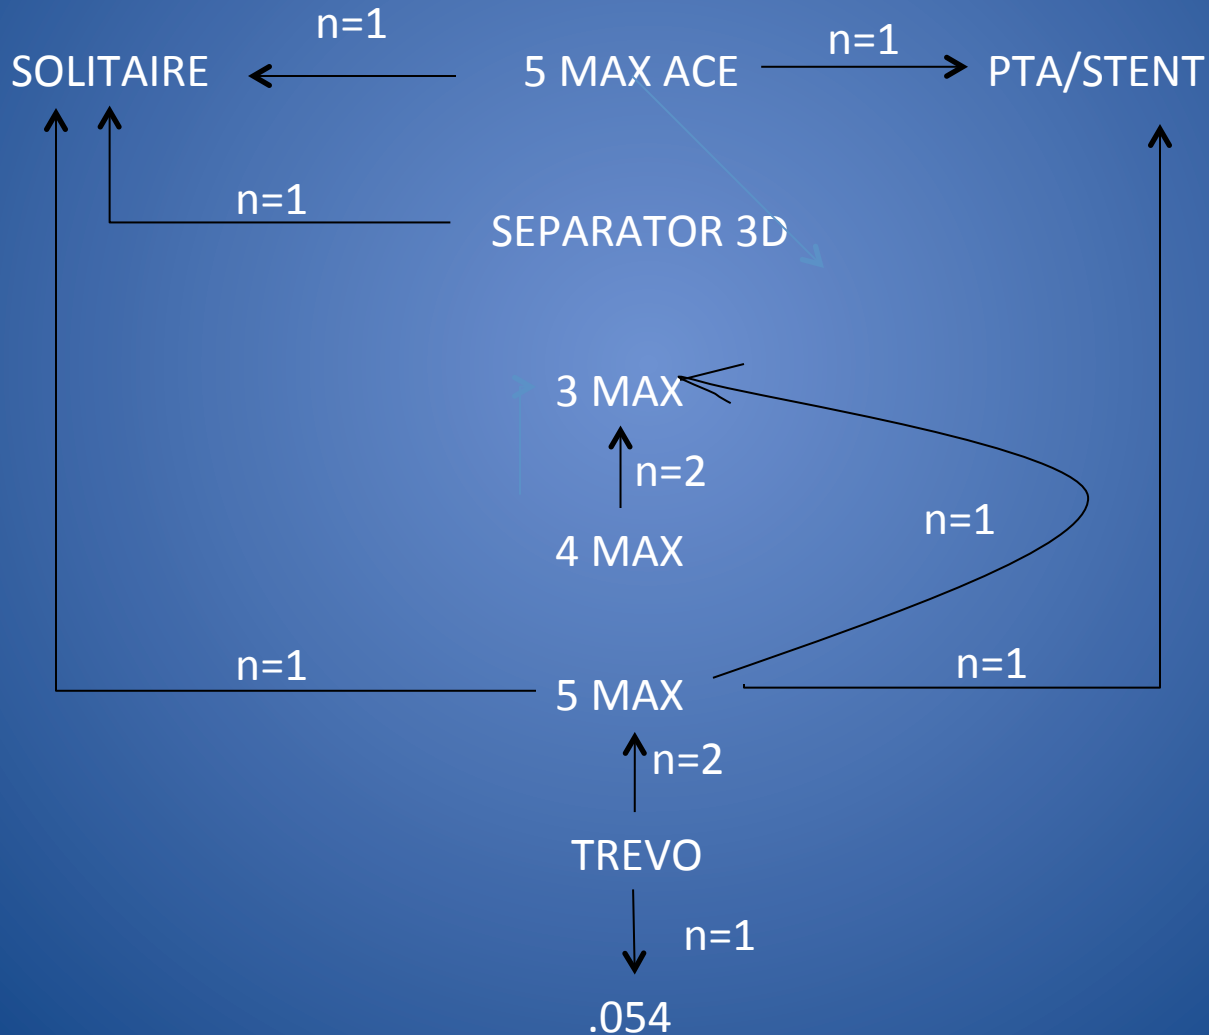 n=1
n=1
SOLITAIRE
5 MAX ACE
PTA/STENT
n=1
SEPARATOR 3D
3 MAX
n=2
n=1
4 MAX
n=1
n=1
5 MAX
n=2
TREVO
n=1
.054